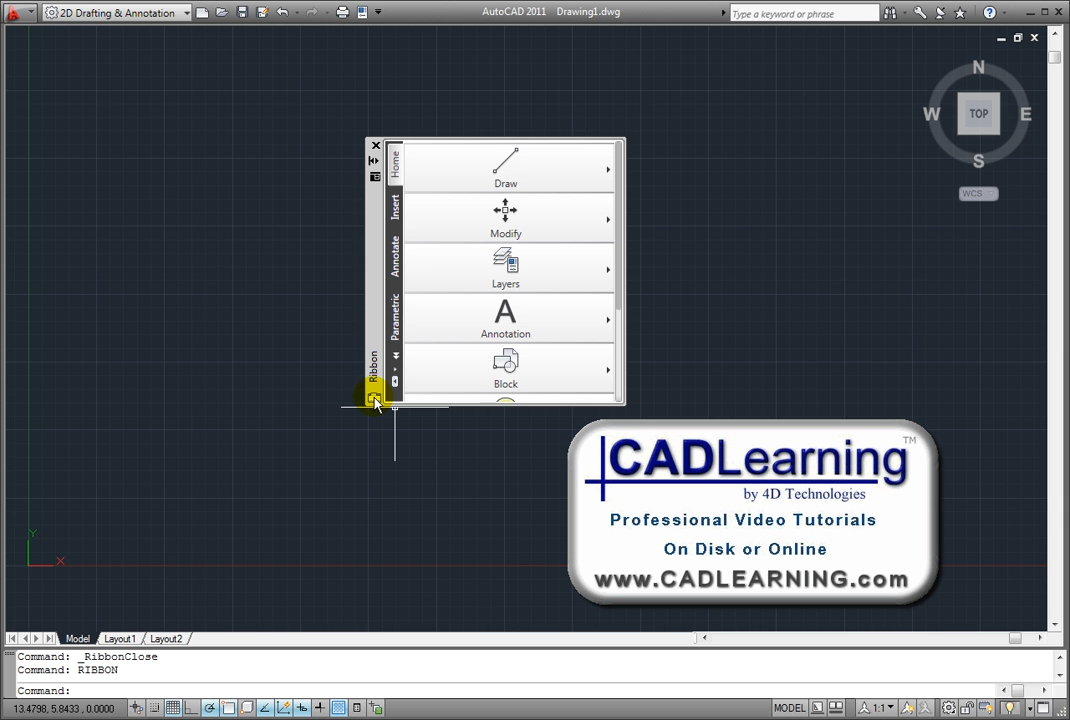 2D Drafting & Annotation
AutoCAD 2011 Drawing1.dwg
Type a keyword or phrase
N
W TOP E
S
WCS
Home
Insert
Annotate
Parametric
Ribbon
Draw
Modify
Layers
A
Annotation
Block
CADLearning™
by 4D Technologies
Professional Video Tutorials
On Disk or Online
www.CADLEARNING.com
Y
X
Model Layout1 Layout2
Command: _RibbonClose
Command: RIBBON
Command:
13.4798, 5.8433, 0.0000
MODEL
1:1